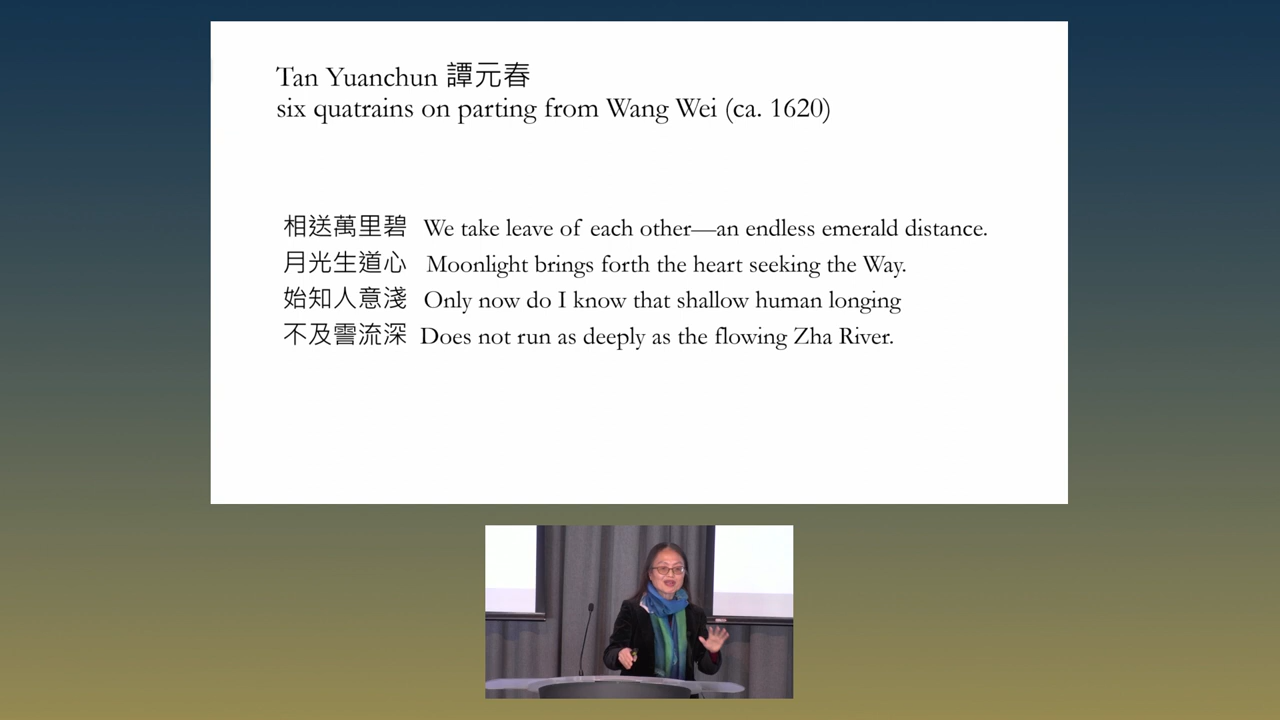 Tan Yuanchun 譚元春
six quatrains on parting from Wang Wei (ca. 1620)
相送萬里碧 We take leave of each other—an endless emerald distance.
月光生道心 Moonlight brings forth the heart seeking the Way.
始知人意淺 Only now do I know that shallow human longing
不及霅流深 Does not run as deeply as the flowing Zha River.